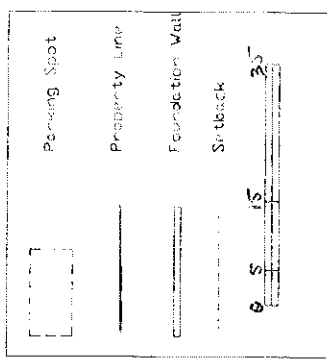 Parking Spot
Property Line
Foundation Wall
Setback
0 5 15 35